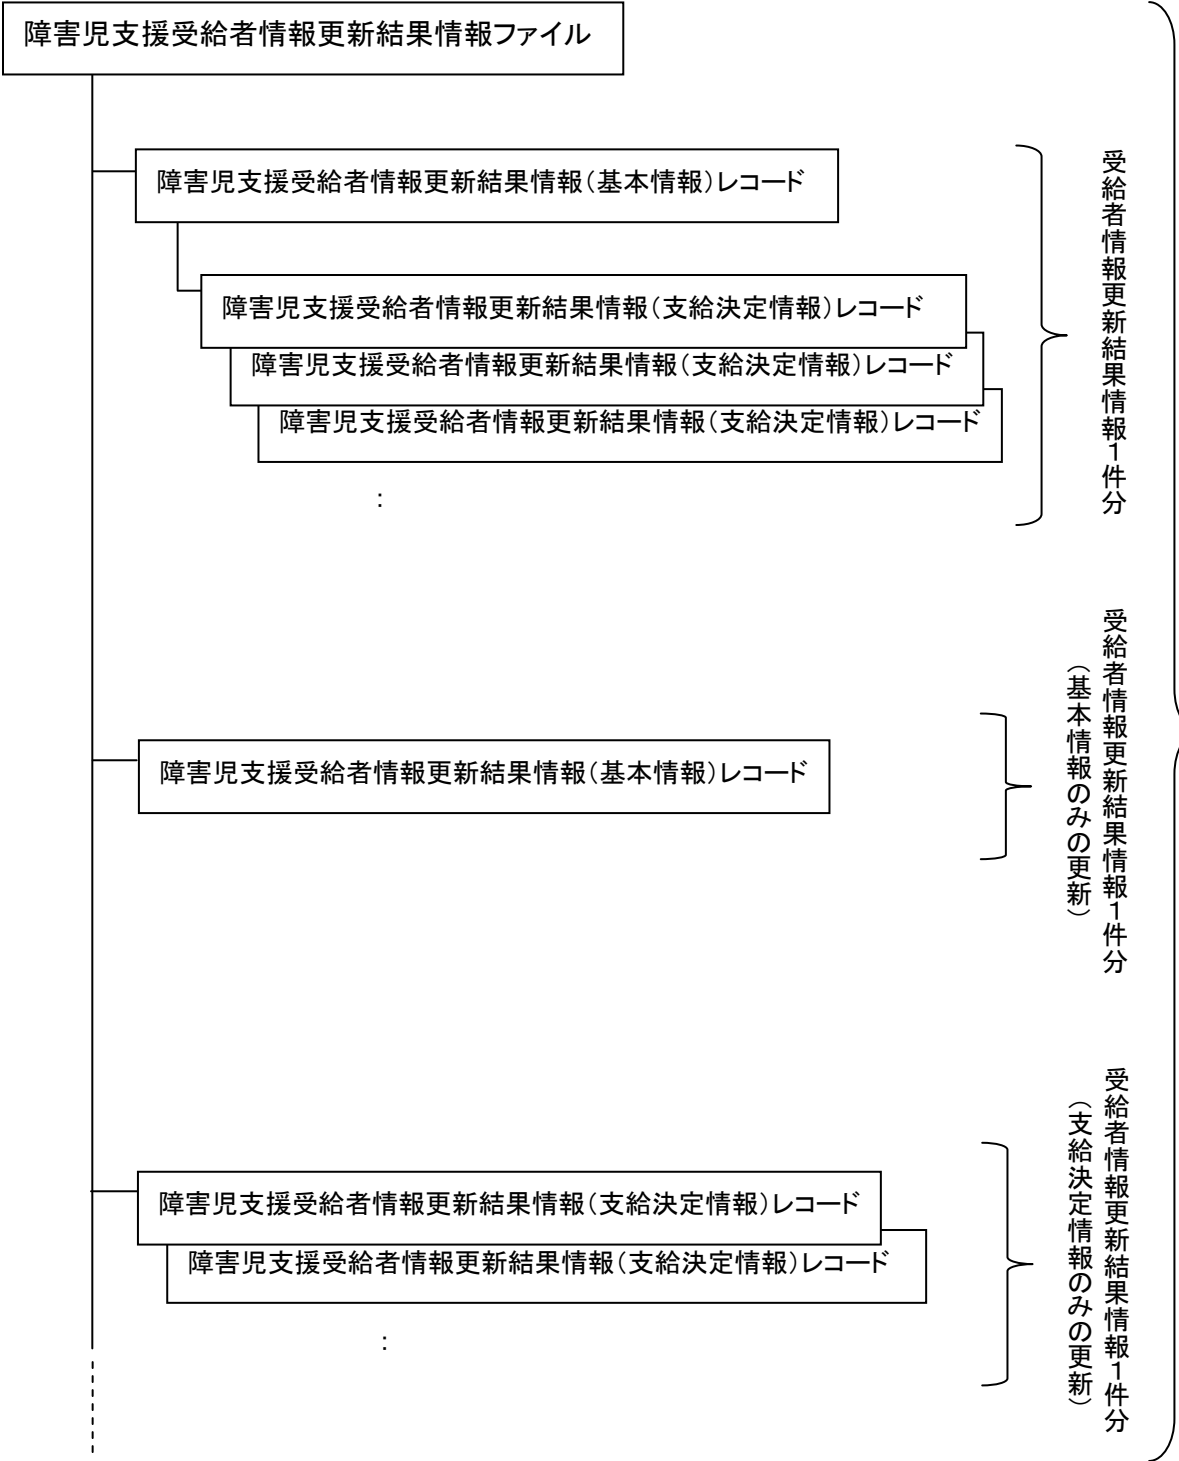 障害児支援受給者情報更新結果情報ファイル
障害児支援受給者情報更新結果情報（基本情報）レコード
障害児支援受給者情報更新結果情報（支給決定情報）レコード
障害児支援受給者情報更新結果情報（支給決定情報）レコード
障害児支援受給者情報更新結果情報（支給決定情報）レコード
：
受給者情報更新結果情報１件分
障害児支援受給者情報更新結果情報（基本情報）レコード
受給者情報更新結果情報１件分
（基本情報のみの更新）
障害児支援受給者情報更新結果情報（支給決定情報）レコード
障害児支援受給者情報更新結果情報（支給決定情報）レコード
：
受給者情報更新結果情報１件分
（支給決定情報のみの更新）